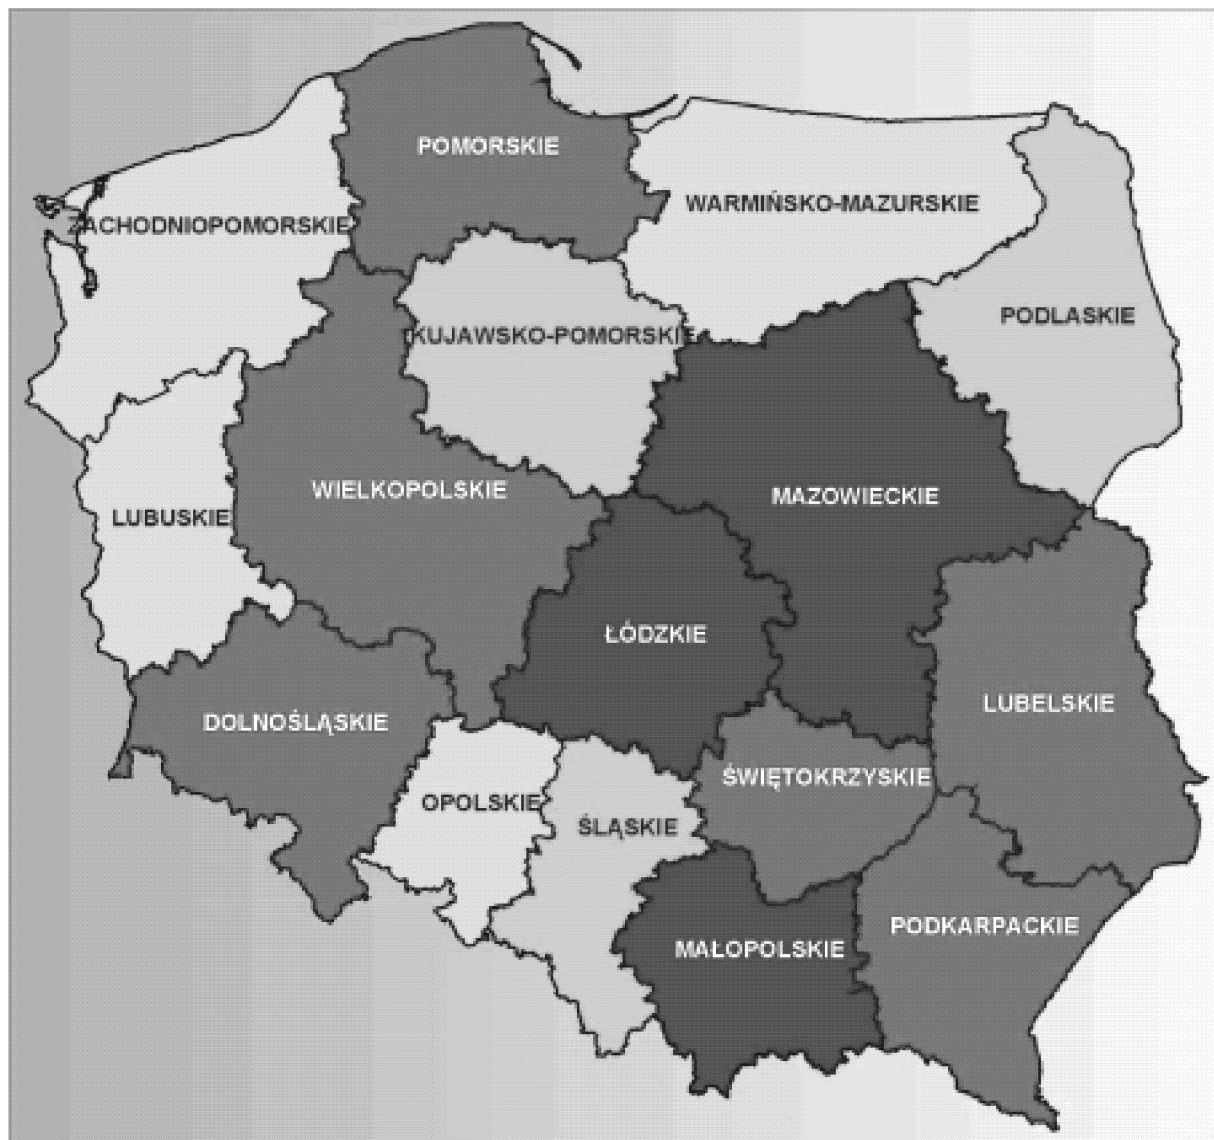 POMORSKIE
WARMIŃSKO-MAZURSKIE
ZACHODNIOPOMORSKIE
PODLASKIE
KUJAWSKO-POMORSKIE
WIELKOPOLSKIE
MAZOWIECKIE
LUBUSKIE
ŁÓDZKIE
LUBELSKIE
DOLNOŚLĄSKIE
ŚWIĘTOKRZYSKIE
OPOLSKIE
ŚLĄSKIE
PODKARPACKIE
MAŁOPOLSKIE